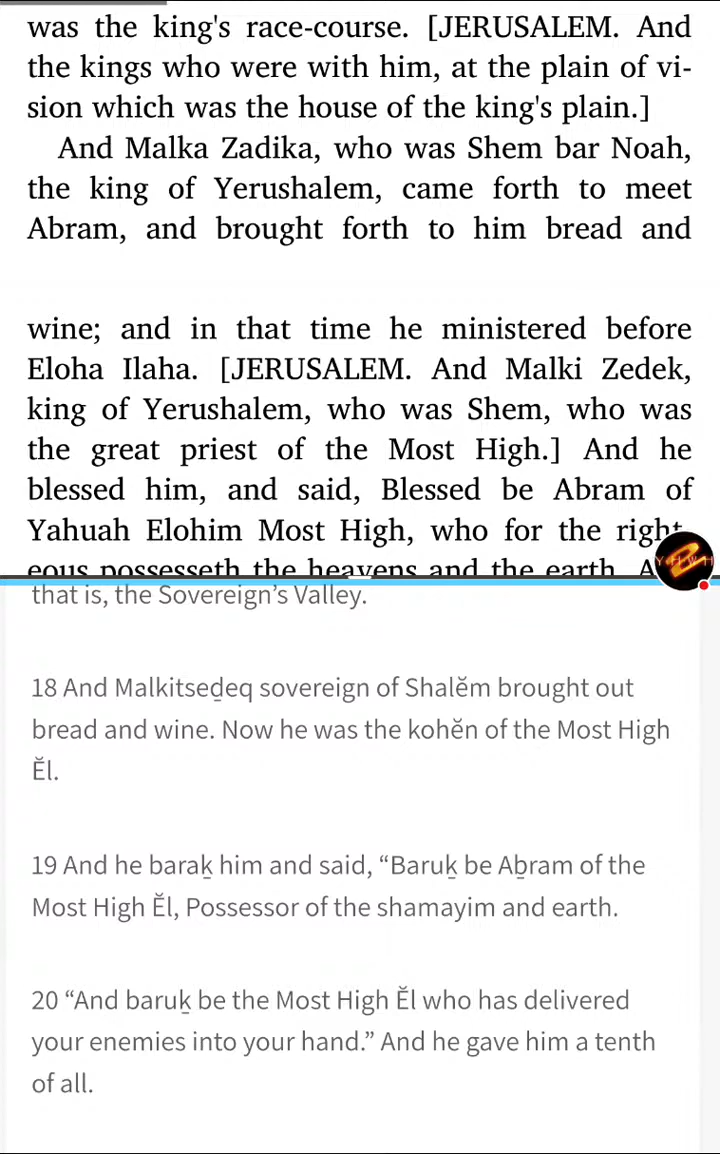 was the king's race-course. [JERUSALEM. And
the kings who were with him, at the plain of vi-
sion which was the house of the king's plain.]
And Malka Zadika, who was Shem bar Noah,
the king of Yerushalem, came forth to meet
Abram, and brought forth to him bread and
wine; and in that time he ministered before
Eloha Ilaha. [JERUSALEM. And Malki Zedek,
king of Yerushalem, who was Shem, who was
the great priest of the Most High.] And he
blessed him, and said, Blessed be Abram of
Yahuah Elohim Most High, who for the right-
eous possesseth the heavens and the earth. A
that is, the Sovereign’s Valley.
18 And Malkitseḏeq sovereign of Shalĕm brought out
bread and wine. Now he was the kohĕn of the Most High
Ĕl.
19 And he baraḵ him and said, “Baruḵ be Aḇram of the
Most High Ĕl, Possessor of the shamayim and earth.
20 “And baruḵ be the Most High Ĕl who has delivered
your enemies into your hand.” And he gave him a tenth
of all.